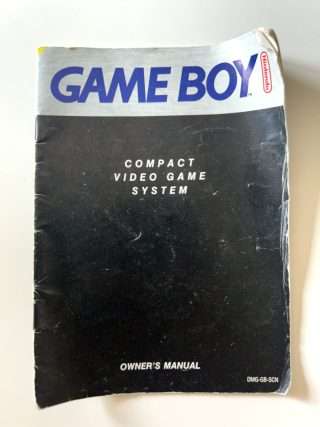 GAME BOY
Nintendo
COMPACT
VIDEO GAME
SYSTEM
OWNER'S MANUAL
DMG-GB-SCN